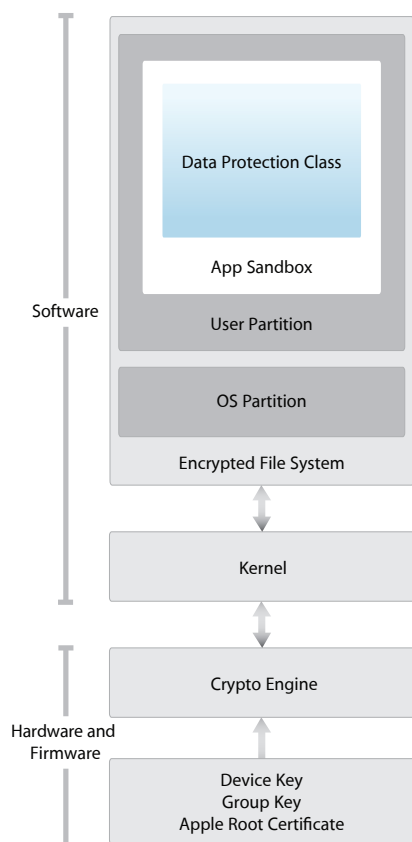 Data Protection Class
App Sandbox
User Partition
OS Partition
Encrypted File System
Software
Kernel
Crypto Engine
Hardware and
Firmware
Device Key
Group Key
Apple Root Certificate